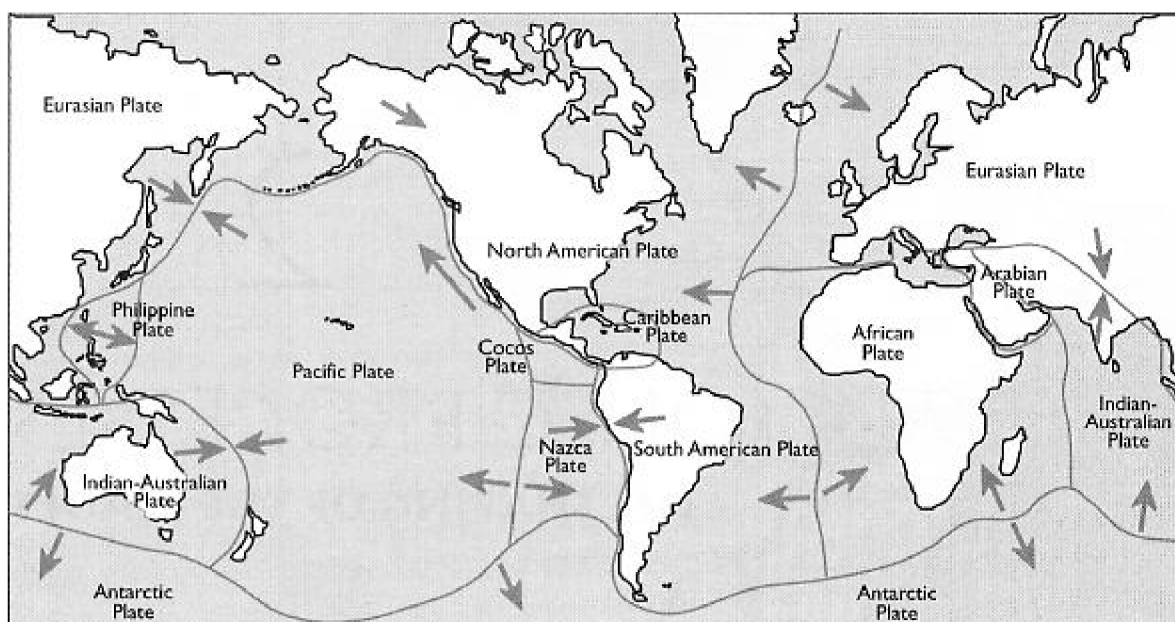 Eurasian Plate
Eurasian Plate
North American Plate
Arabian
Plate
Philippine
Plate
Caribbean
Plate
African
Plate
Cocos
Plate
Pacific Plate
Indian-
Australian
Plate
Nazca
Plate
South American Plate
Indian-Australian
Plate
Antarctic
Plate
Antarctic
Plate